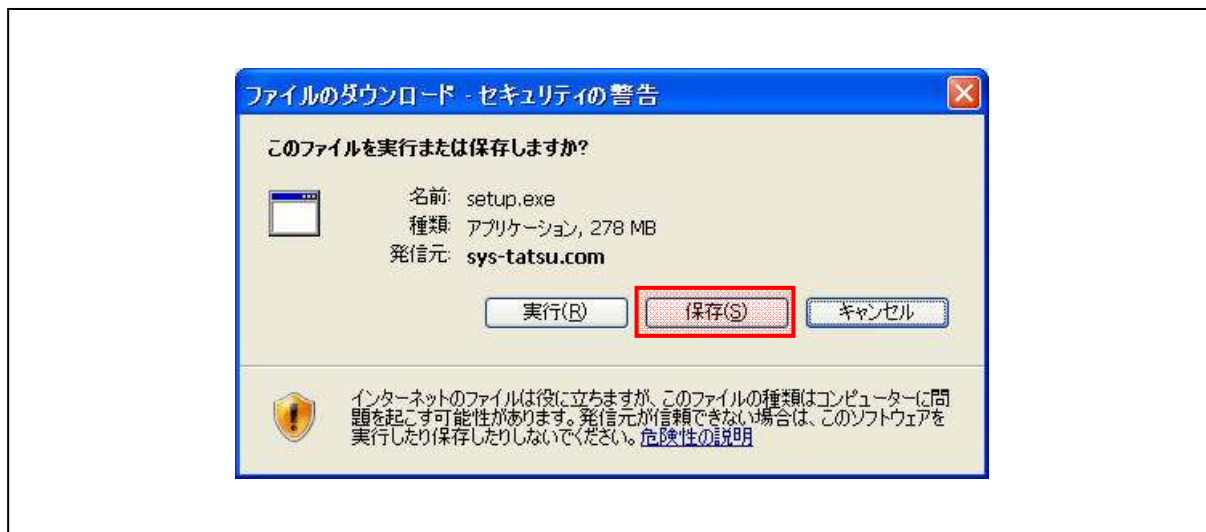 ファイルのダウンロード - セキュリティの警告
このファイルを実行または保存しますか?
名前: setup.exe
種類: アプリケーション, 278 MB
発信元: sys-tatsu.com
実行(R) 保存(S) キャンセル
インターネットのファイルは役に立ちますが、このファイルの種類はコンピューターに問
題を起こす可能性があります。発信元が信頼できない場合は、このソフトウェアを
実行したり保存したりしないでください。危険性の説明